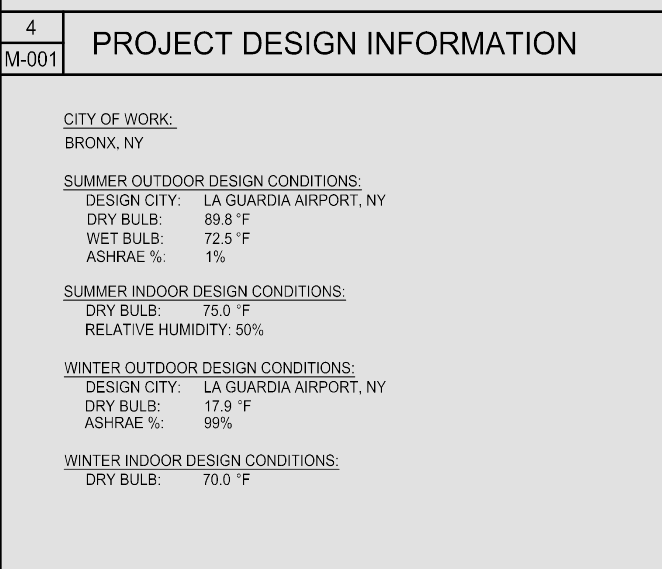 4
M-001
PROJECT DESIGN INFORMATION
CITY OF WORK:
BRONX, NY
SUMMER OUTDOOR DESIGN CONDITIONS:
DESIGN CITY: LA GUARDIA AIRPORT, NY
DRY BULB: 89.8 °F
WET BULB: 72.5 °F
ASHRAE %: 1%
SUMMER INDOOR DESIGN CONDITIONS:
DRY BULB: 75.0 °F
RELATIVE HUMIDITY: 50%
WINTER OUTDOOR DESIGN CONDITIONS:
DESIGN CITY: LA GUARDIA AIRPORT, NY
DRY BULB: 17.9 °F
ASHRAE %: 99%
WINTER INDOOR DESIGN CONDITIONS:
DRY BULB: 70.0 °F